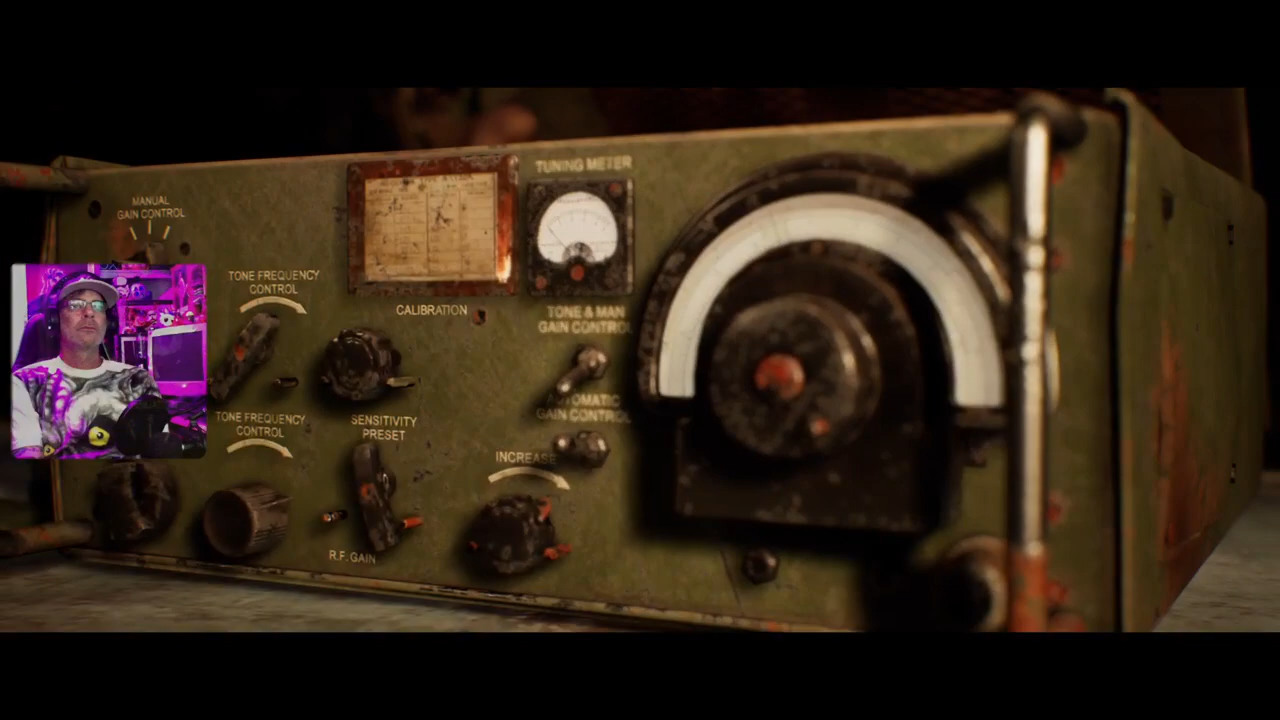 MANUAL
GAIN CONTROL
TUNING METER
TONE FREQUENCY
CONTROL
CALIBRATION
TONE & MAN
GAIN CONTROL
AUTOMATIC
GAIN CONTROL
TONE FREQUENCY
CONTROL
SENSITIVITY
PRESET
INCREASE
R.F. GAIN